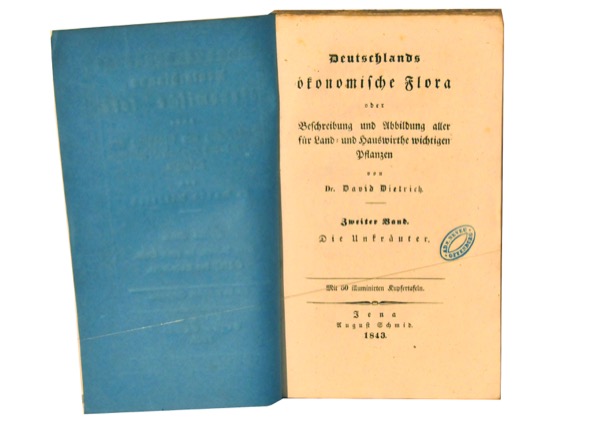 Deutschlands
ökonomische Flora
oder
Beschreibung und Abbildung aller
für Land- und Hauswirthe wichtigen
Pflanzen
von
Dr. David Dietrich.
Zweiter Band.
Die Unkräuter.
Mit 50 illuminirten Kupfertafeln.
Jena
August Schmid.
1843.